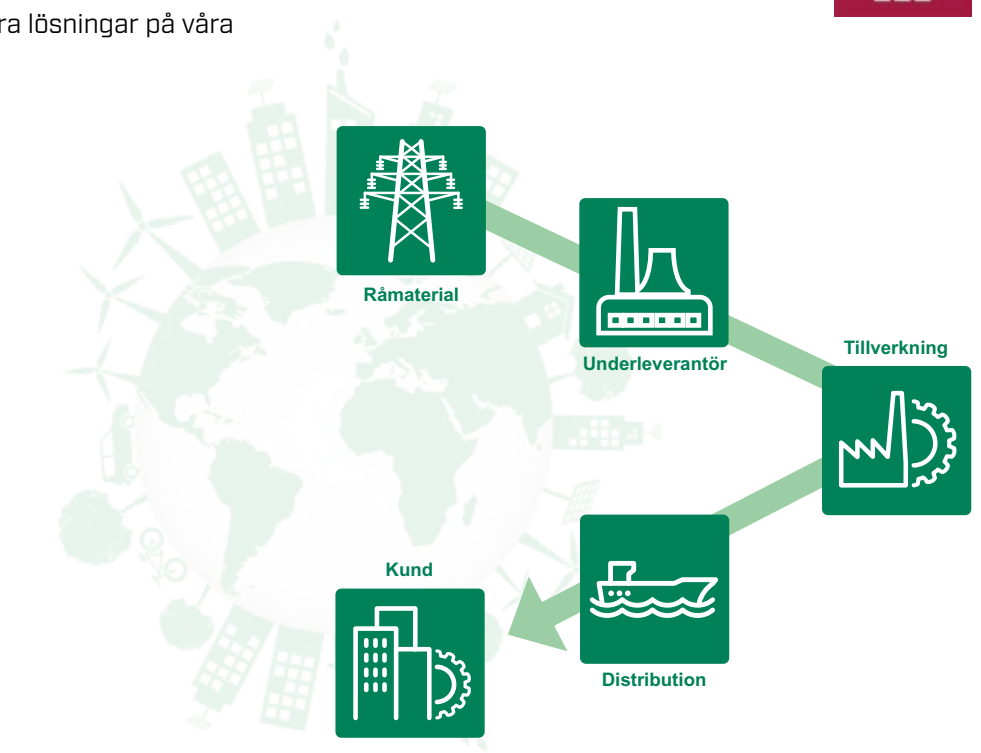 ra lösningar på våra
Råmaterial
Underleverantör
Tillverkning
Kund
Distribution